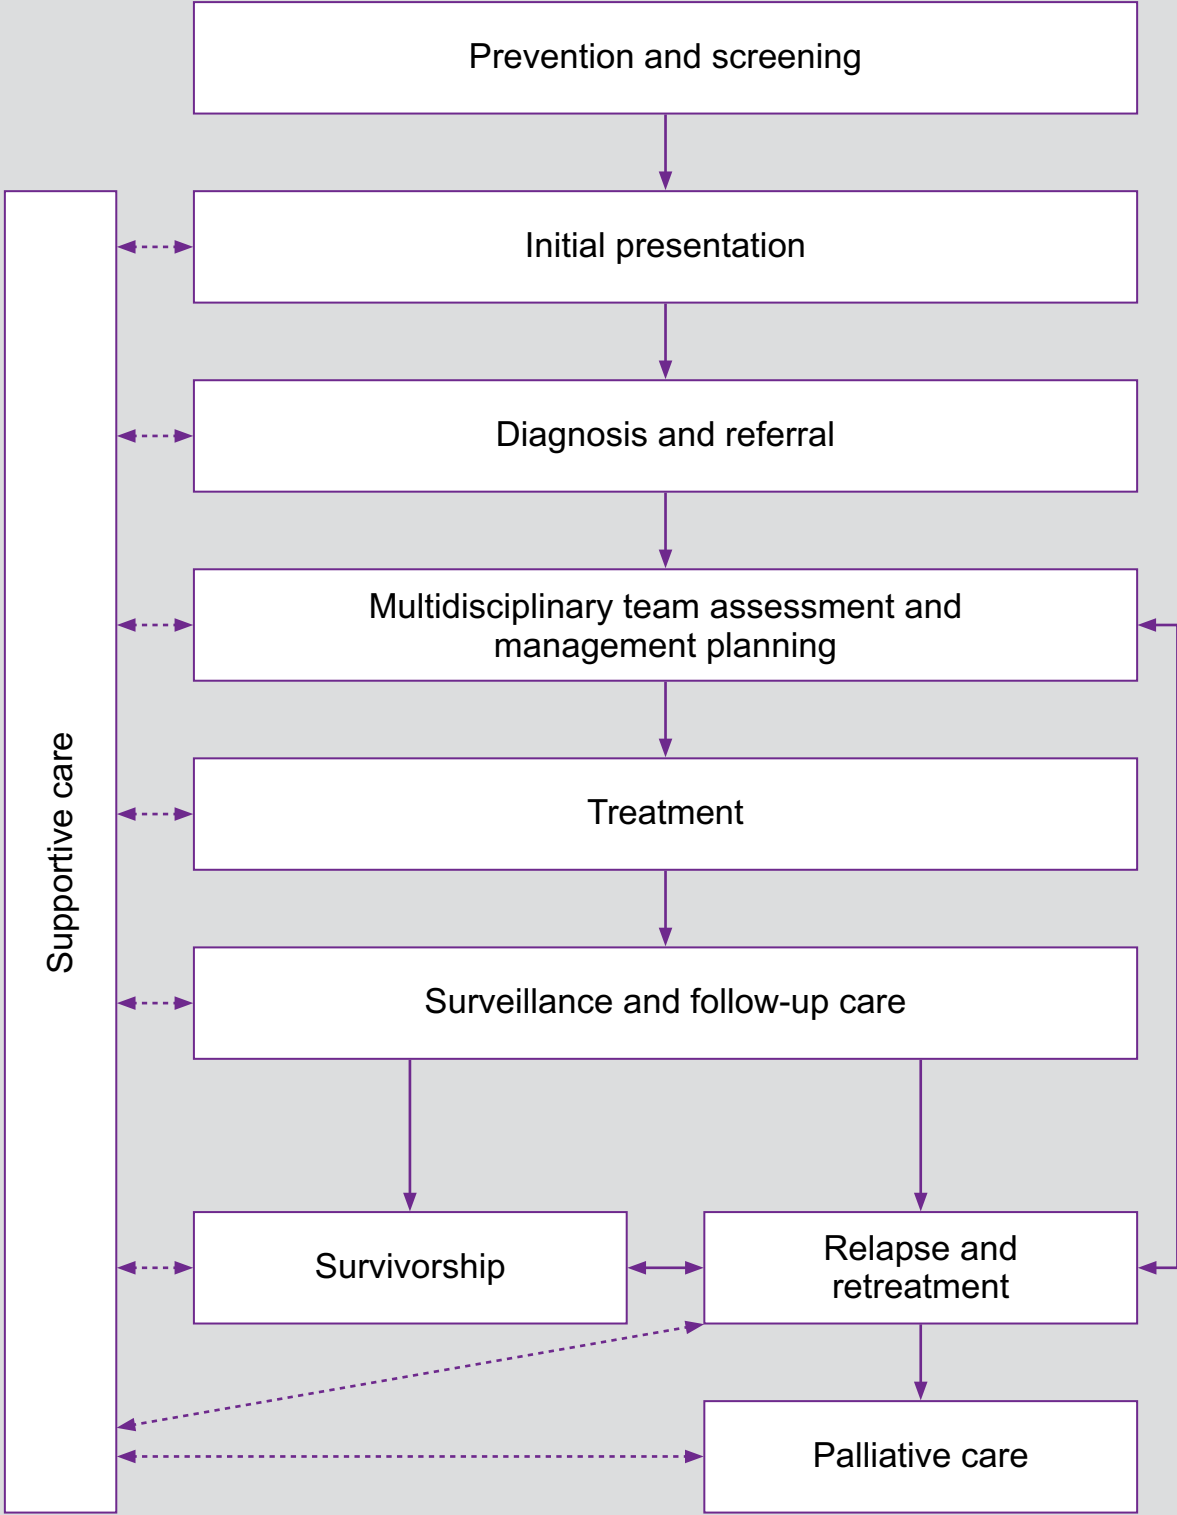 Prevention and screening
Initial presentation
Diagnosis and referral
Multidisciplinary team assessment and
management planning
Treatment
Supportive care
Surveillance and follow-up care
Survivorship
Relapse and
retreatment
Palliative care